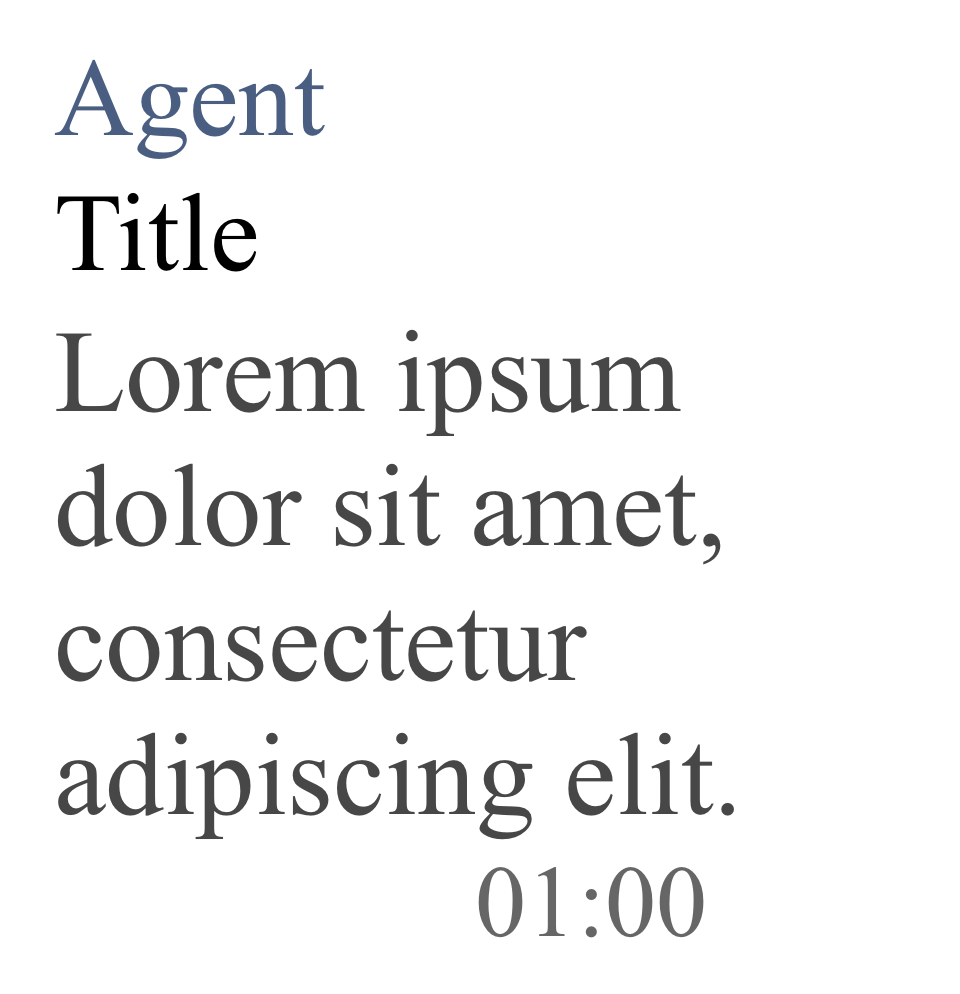 Agent
Title
Lorem ipsum
dolor sit amet,
consectetur
adipiscing elit.
01:00